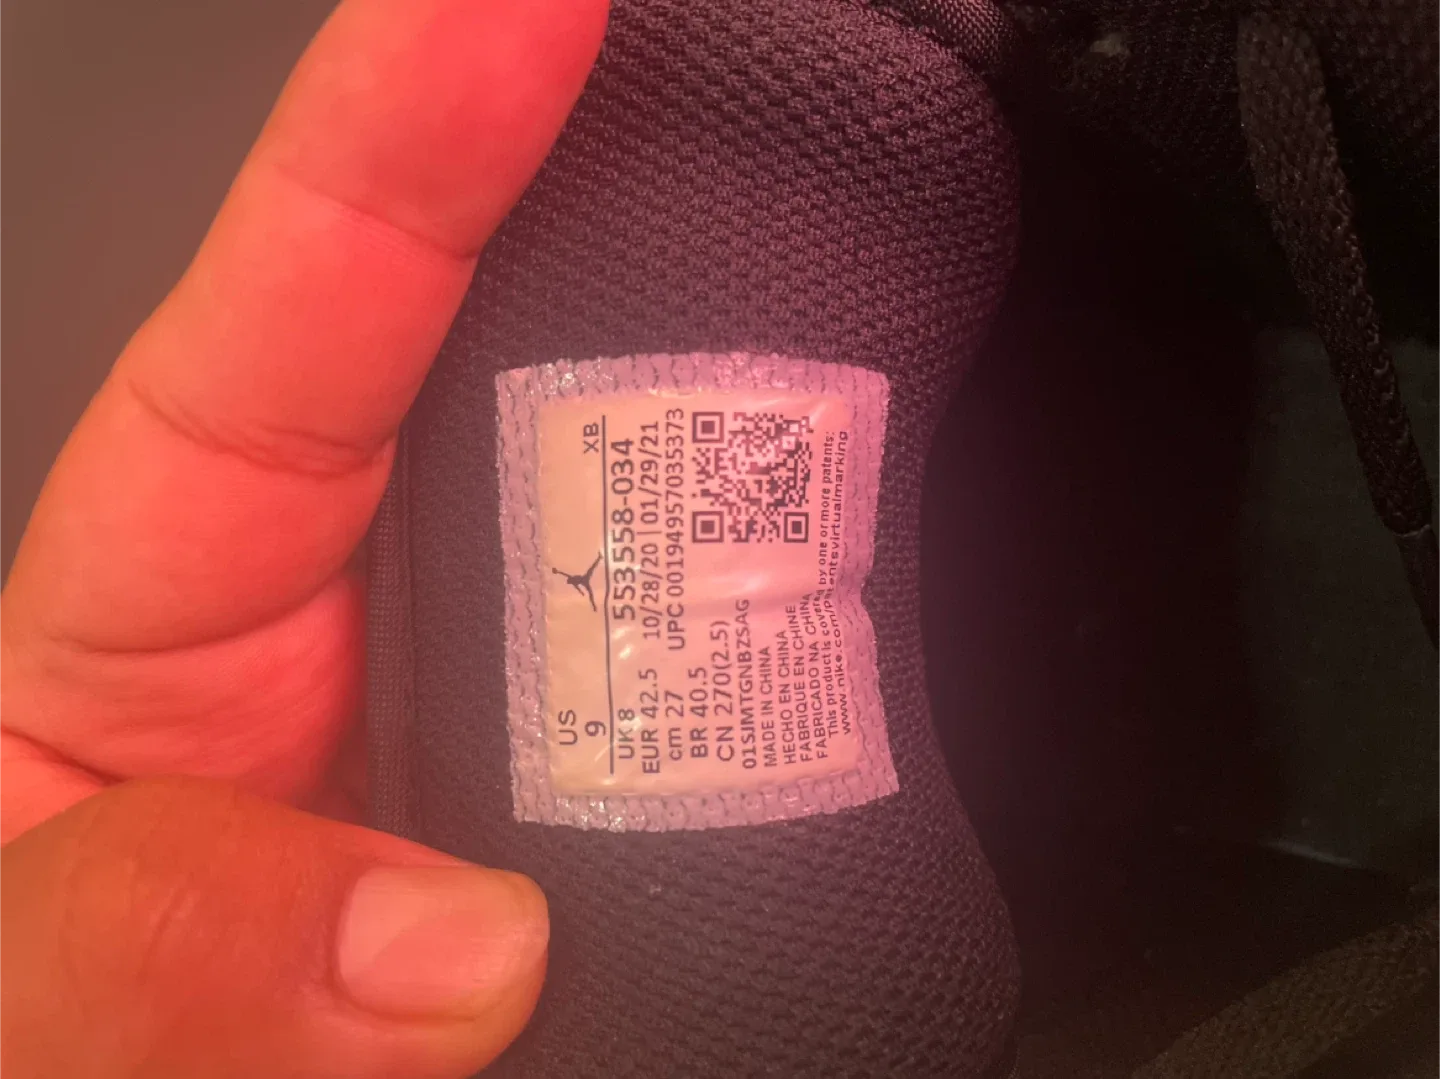 US XB
9
UK 8 553558-034
EUR 42.5 10/28/20 | 01/29/21
cm 27 UPC 00194957035373
BR 40.5
CN 270(2.5)
01SJMTGNBZSAG
MADE IN CHINA
HECHO EN CHINA
FABRIQUE EN CHINE
FABRICADO NA CHINA
This product is covered by one or more patents:
www.nike.com/patentsvirtualmarking